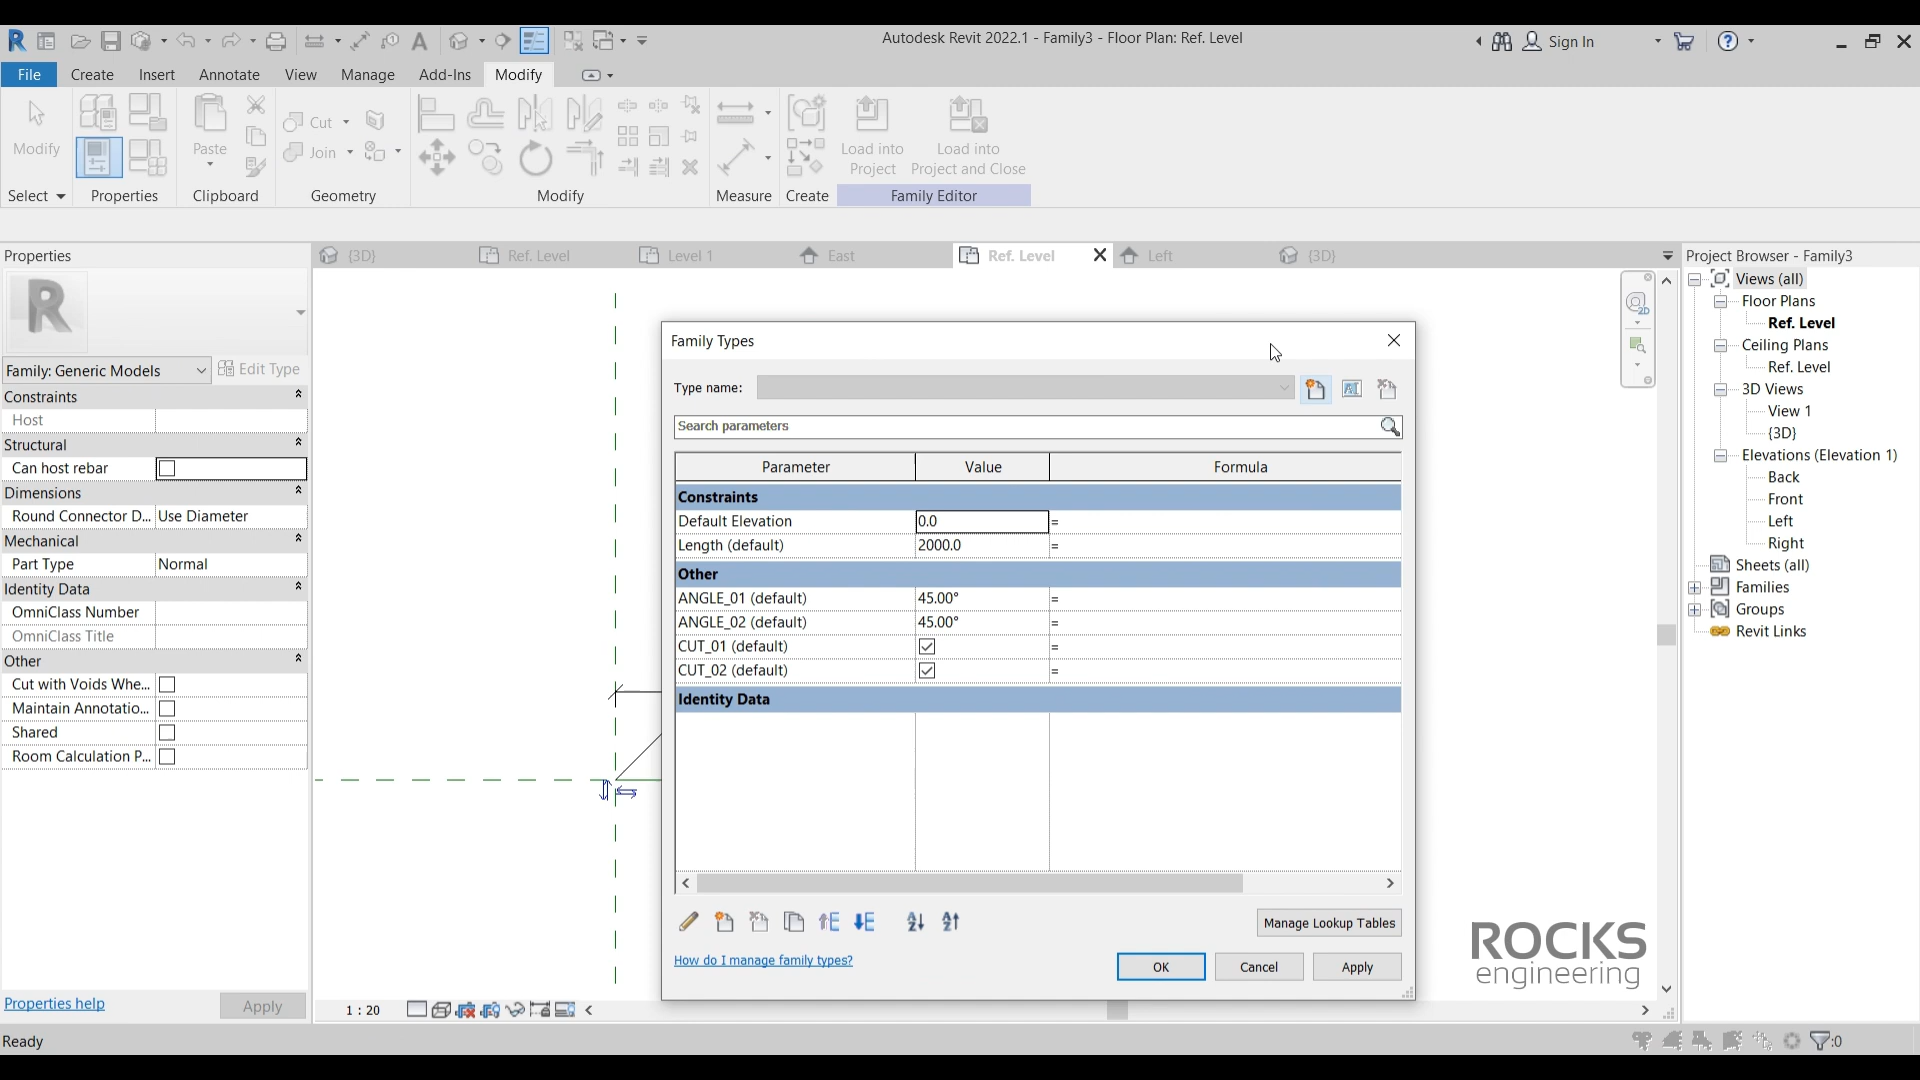 Autodesk Revit 2022.1 - Family3 - Floor Plan: Ref. Level
Sign In
File Create Insert Annotate View Manage Add-Ins Modify
Modify
Paste
Cut
Join
Load into Project
Load into Project and Close
Select Properties Clipboard Geometry Modify Measure Create Family Editor
Properties
{3D} Ref. Level Level 1 East Ref. Level Left {3D}
Family: Generic Models Edit Type
Constraints
Host
Structural
Can host rebar
Dimensions
Round Connector D... Use Diameter
Mechanical
Part Type Normal
Identity Data
OmniClass Number
OmniClass Title
Other
Cut with Voids Whe...
Maintain Annotatio...
Shared
Room Calculation P...
Properties help Apply
Family Types
Type name:
Search parameters
Parameter Value Formula
Constraints
Default Elevation 0.0 =
Length (default) 2000.0 =
Other
ANGLE_01 (default) 45.00° =
ANGLE_02 (default) 45.00° =
CUT_01 (default) =
CUT_02 (default) =
Identity Data
Manage Lookup Tables
How do I manage family types?
OK Cancel Apply
Project Browser - Family3
Views (all)
Floor Plans
Ref. Level
Ceiling Plans
Ref. Level
3D Views
View 1
{3D}
Elevations (Elevation 1)
Back
Front
Left
Right
Sheets (all)
Families
Groups
Revit Links
ROCKS
engineering
1 : 20
Ready
:0